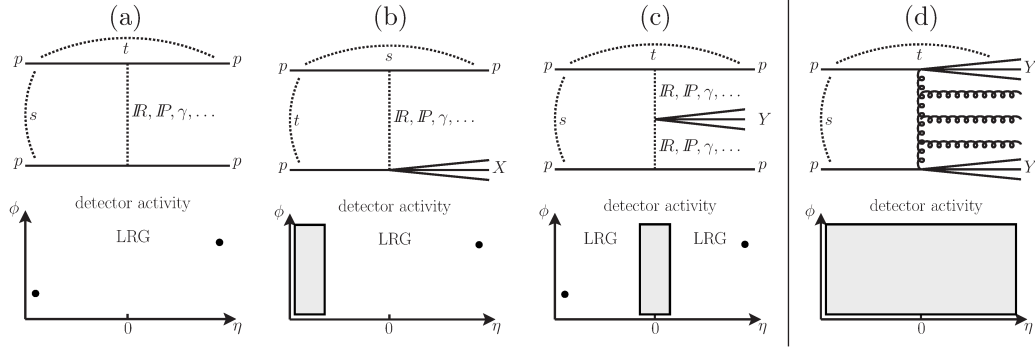 (a)
t
p p
s
IR, IP, γ, . . .
p p
detector activity
ϕ
LRG
0 η
(b)
s
p p
t
IR, IP, γ, . . .
p X
detector activity
ϕ
LRG
0 η
(c)
t
p p
IR, IP, γ, . . .
s Y
IR, IP, γ, . . .
p p
detector activity
ϕ
LRG LRG
0 η
(d)
t
p Y
s
p Y
detector activity
ϕ
0 η